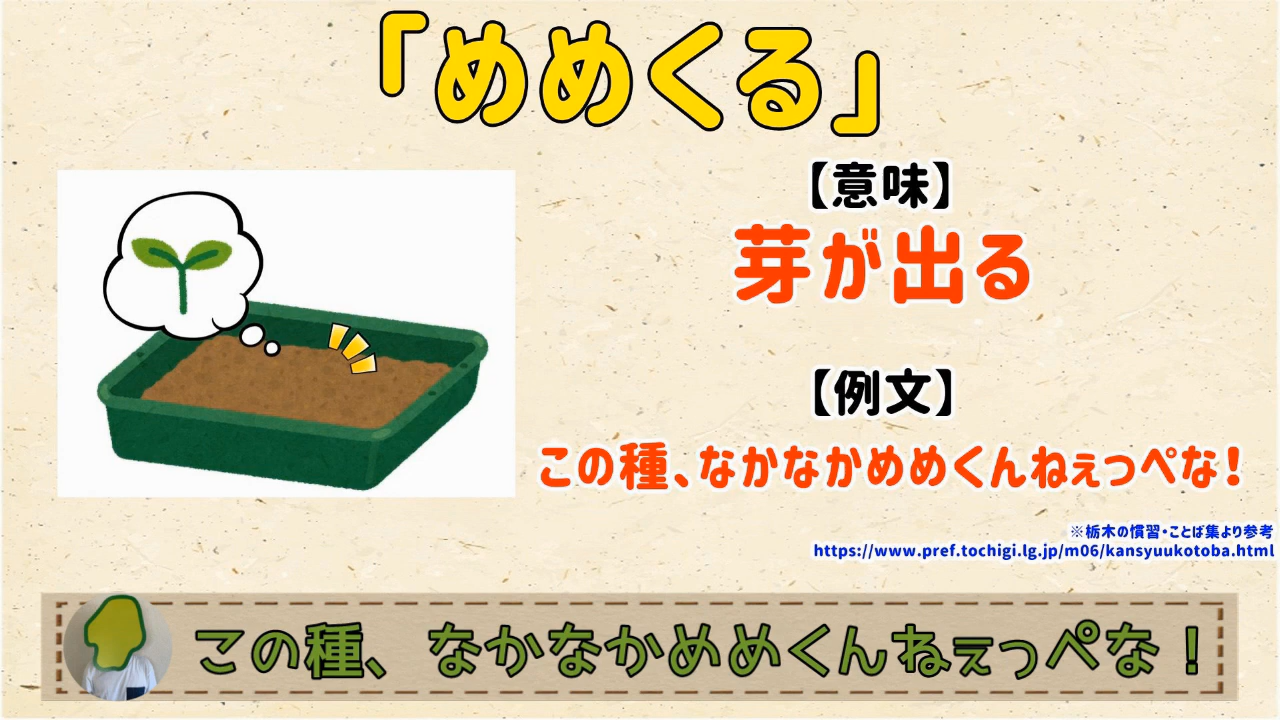 「めめくる」
【意味】
芽が出る
【例文】
この種、なかなかめめくんねぇっぺな！
※栃木の慣習・ことば集より参考
https://www.pref.tochigi.lg.jp/m06/kansyuukotoba.html
この種、なかなかめめくんねぇっぺな！